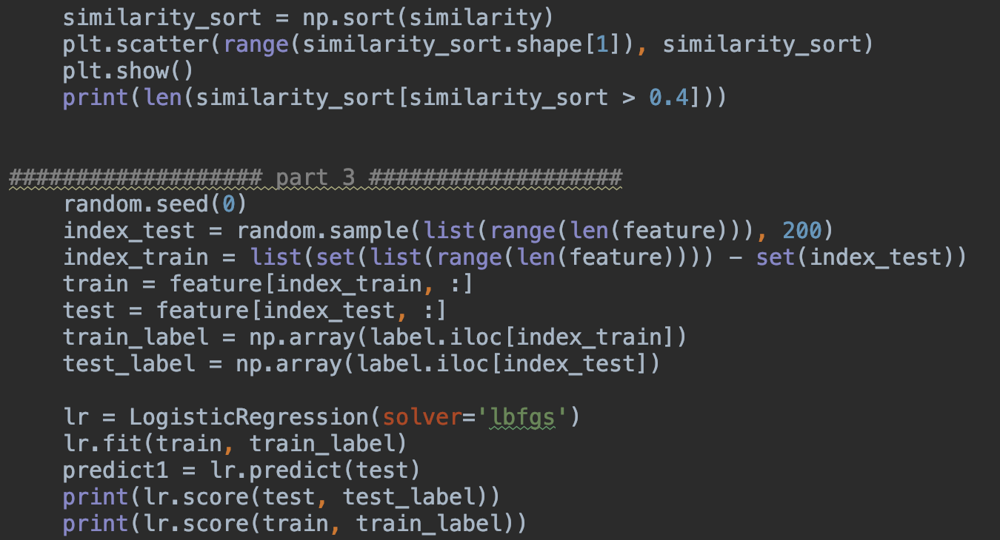 similarity_sort = np.sort(similarity)
plt.scatter(range(similarity_sort.shape[1]), similarity_sort)
plt.show()
print(len(similarity_sort[similarity_sort > 0.4]))
################### part 3 ###################
random.seed(0)
index_test = random.sample(list(range(len(feature))), 200)
index_train = list(set(list(range(len(feature)))) - set(index_test))
train = feature[index_train, :]
test = feature[index_test, :]
train_label = np.array(label.iloc[index_train])
test_label = np.array(label.iloc[index_test])
lr = LogisticRegression(solver='lbfgs')
lr.fit(train, train_label)
predict1 = lr.predict(test)
print(lr.score(test, test_label))
print(lr.score(train, train_label))